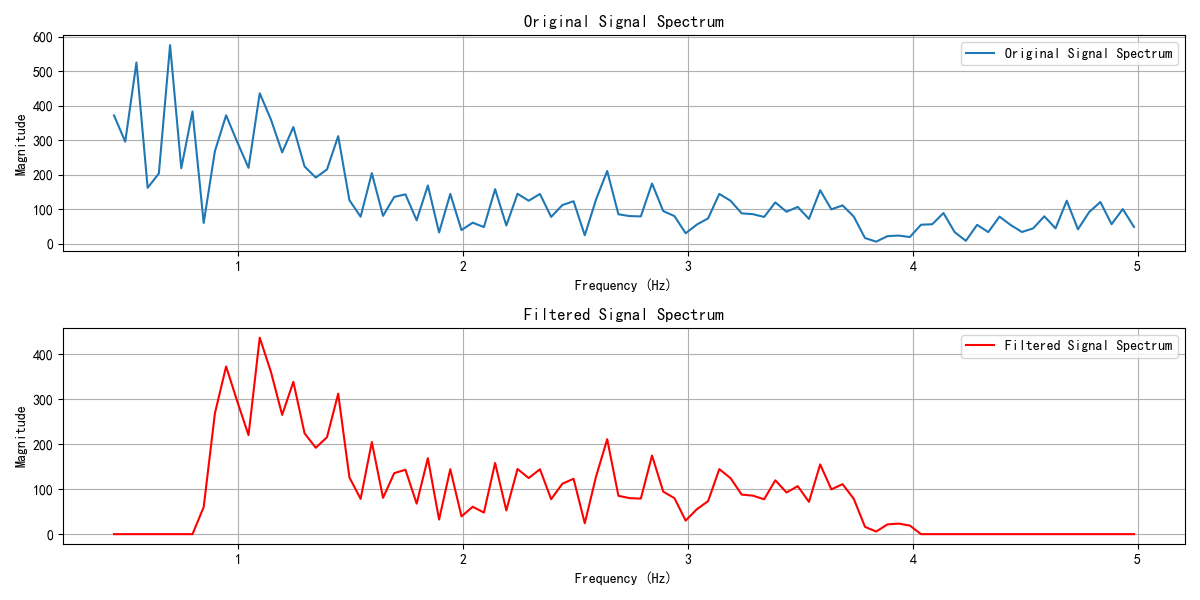 Original Signal Spectrum
Original Signal Spectrum
Magnitude
600
500
400
300
200
100
0
1
2
3
4
5
Frequency (Hz)
Filtered Signal Spectrum
Filtered Signal Spectrum
Magnitude
400
300
200
100
0
1
2
3
4
5
Frequency (Hz)